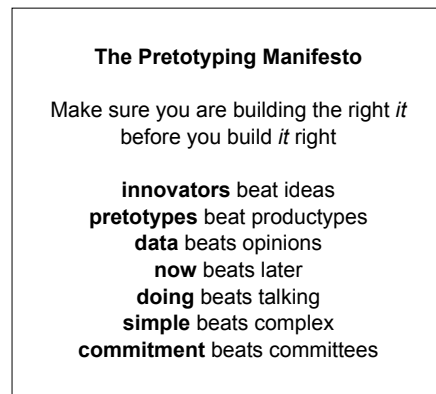 The Pretotyping Manifesto
Make sure you are building the right it
before you build it right
innovators beat ideas
pretotypes beat productypes
data beats opinions
now beats later
doing beats talking
simple beats complex
commitment beats committees